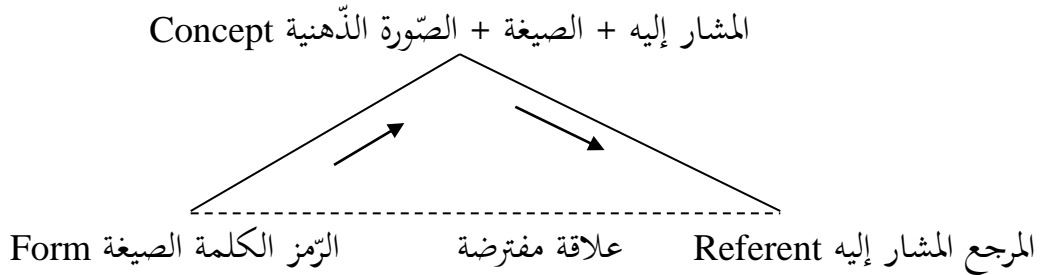 المشار إليه + الصيغة + الصّورة الذّهنية Concept
المرجع المشار إليه Referent علاقة مفترضة الرّمز الكلمة الصيغة Form